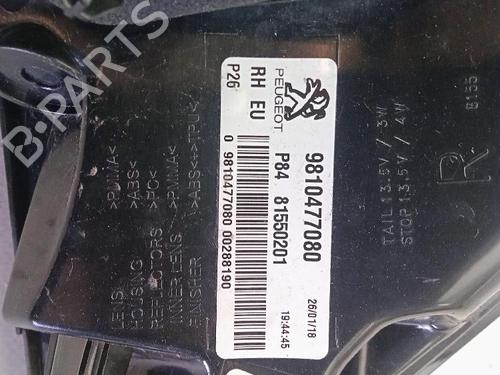 B-PARTS
PEUGEOT
RH EU
P26
9810477080
P84 81550201
0 9810477080 00288190
26/01/18
19:44:45
LENS >PMMA<
HOUSING >ABS<
REFLECTORS >PC<
INNER LENS >PMMA<
FINISHER >ABS+TPU<
TAIL 13,5V / 3W
STOP 13,5V / 4W
R